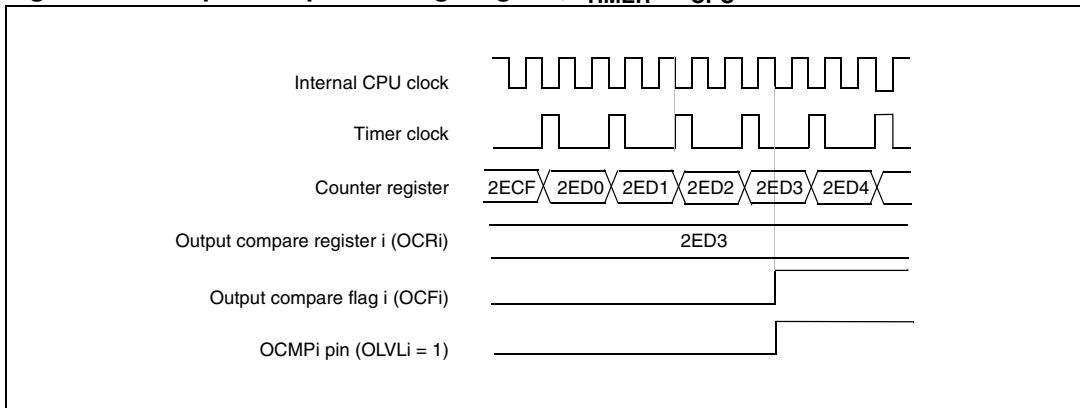 Internal CPU clock
Timer clock
Counter register 2ECF 2ED0 2ED1 2ED2 2ED3 2ED4
Output compare register i (OCRi) 2ED3
Output compare flag i (OCFi)
OCMPi pin (OLVLi = 1)